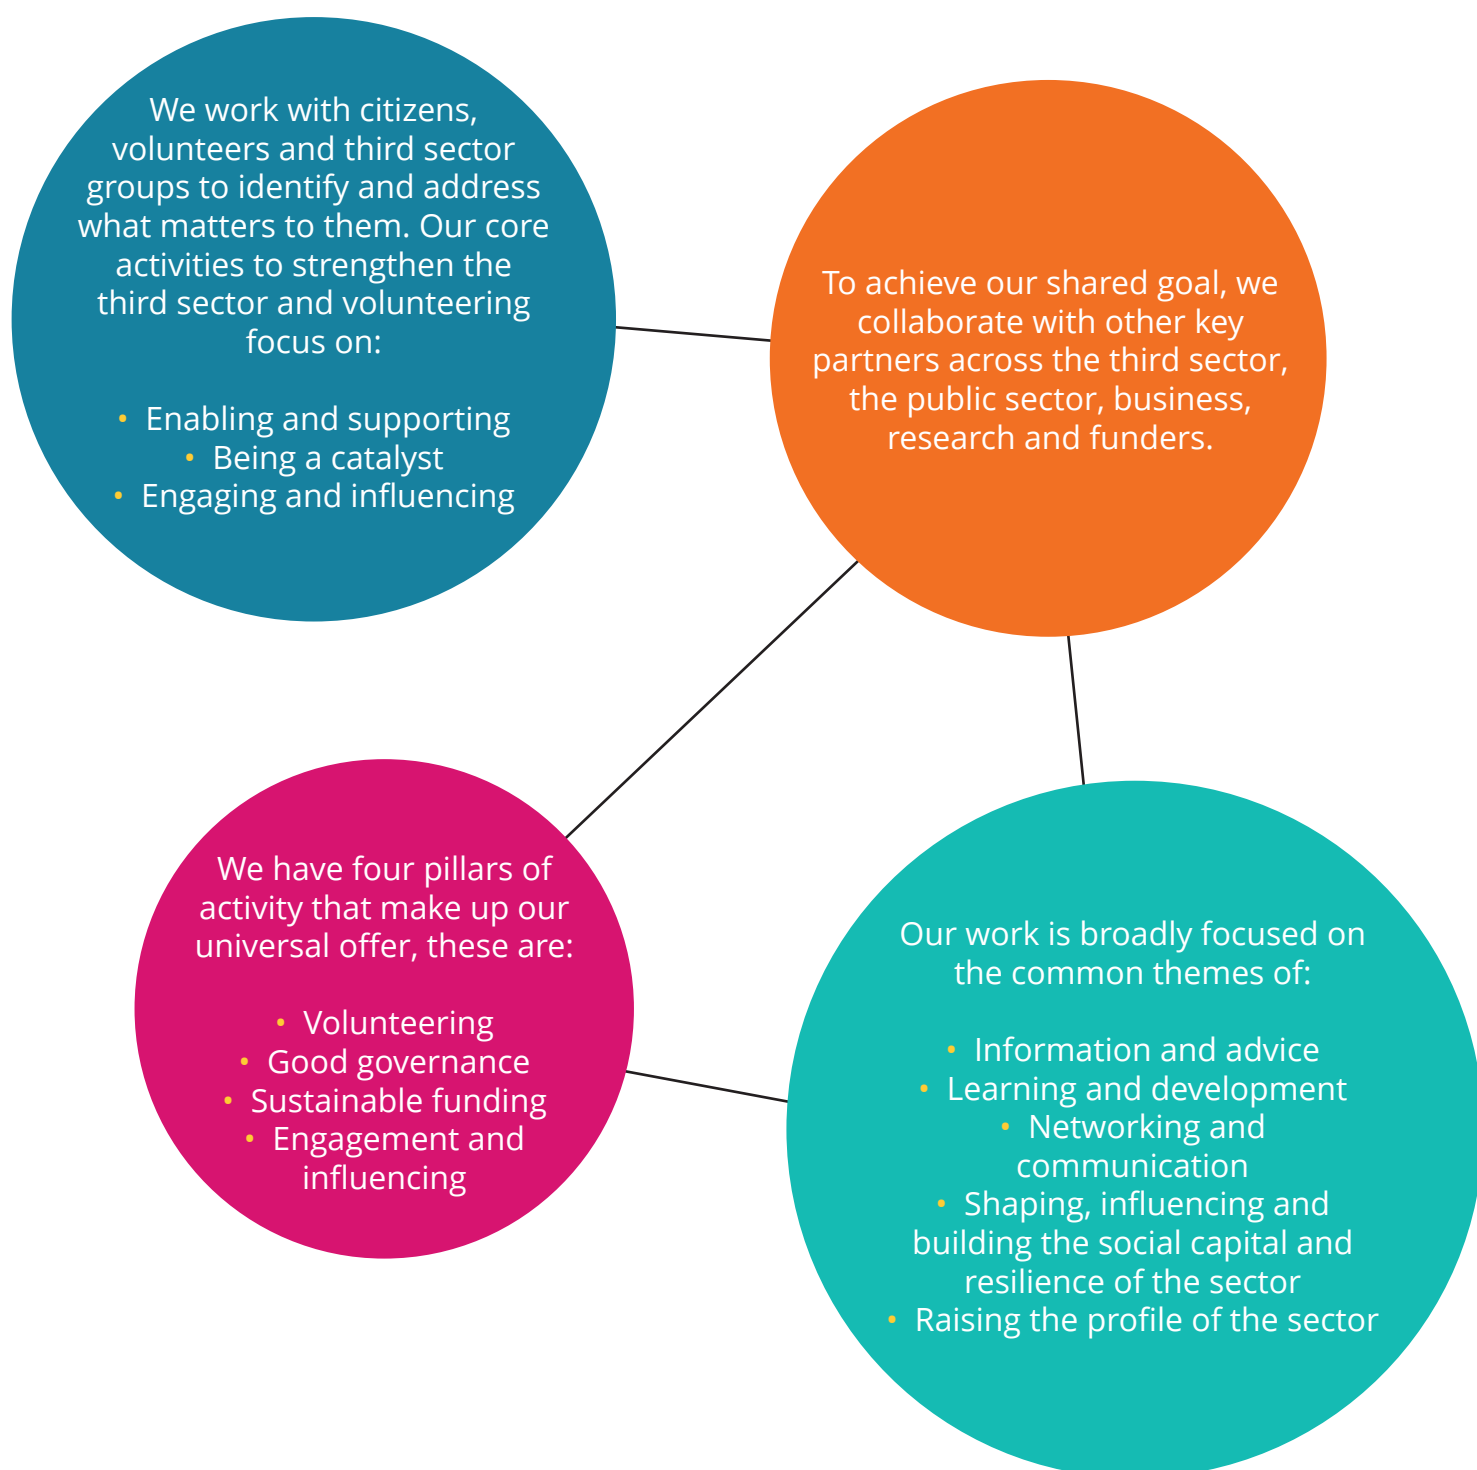 We work with citizens,
volunteers and third sector
groups to identify and address
what matters to them. Our core
activities to strengthen the
third sector and volunteering
focus on:
• Enabling and supporting
• Being a catalyst
• Engaging and influencing
To achieve our shared goal, we
collaborate with other key
partners across the third sector,
the public sector, business,
research and funders.
We have four pillars of
activity that make up our
universal offer, these are:
• Volunteering
• Good governance
• Sustainable funding
• Engagement and
influencing
Our work is broadly focused on
the common themes of:
• Information and advice
• Learning and development
• Networking and
communication
• Shaping, influencing and
building the social capital and
resilience of the sector
• Raising the profile of the sector